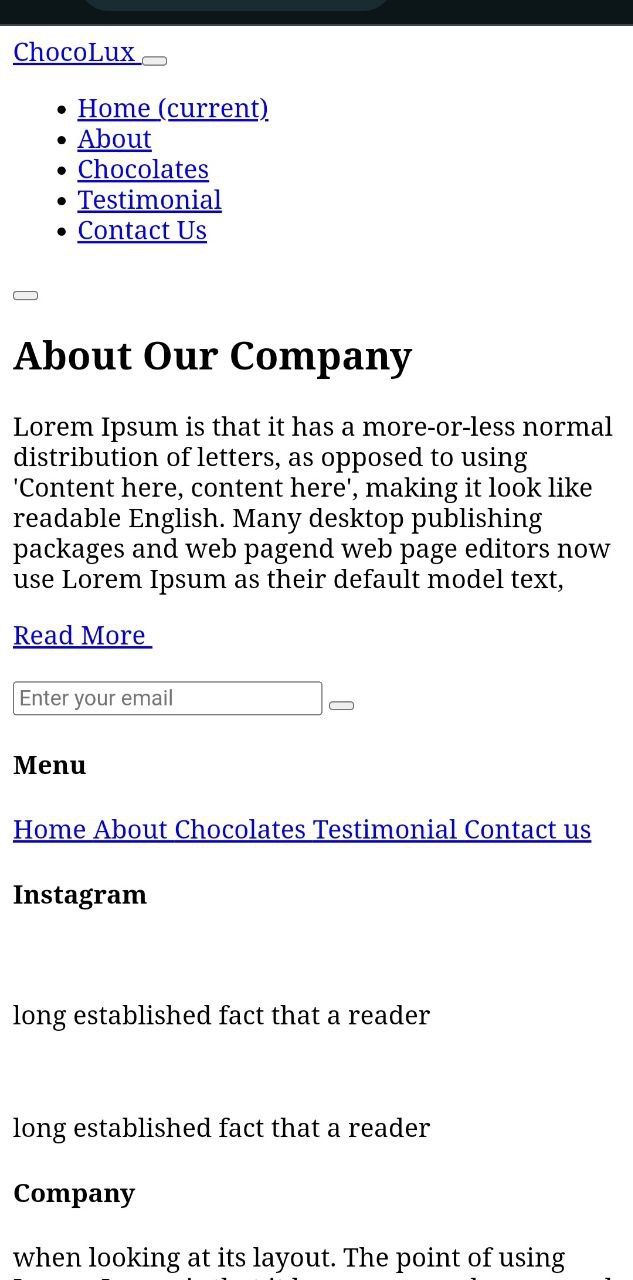 ChocoLux
Home (current)
About
Chocolates
Testimonial
Contact Us
About Our Company
Lorem Ipsum is that it has a more-or-less normal
distribution of letters, as opposed to using
'Content here, content here', making it look like
readable English. Many desktop publishing
packages and web pagend web page editors now
use Lorem Ipsum as their default model text,
Read More
Enter your email
Menu
Home About Chocolates Testimonial Contact us
Instagram
long established fact that a reader
long established fact that a reader
Company
when looking at its layout. The point of using